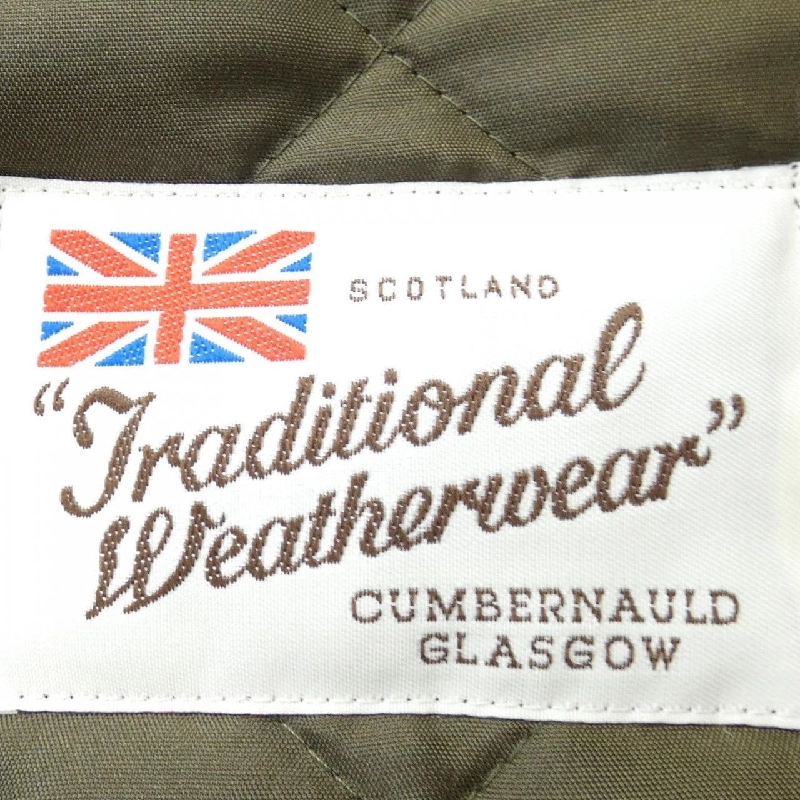 SCOTLAND
“Traditional
Weatherwear”
CUMBERNAULD
GLASGOW